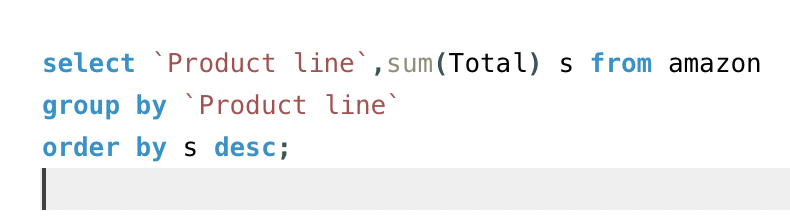 select `Product line`,sum(Total) s from amazon
group by `Product line`
order by s desc;